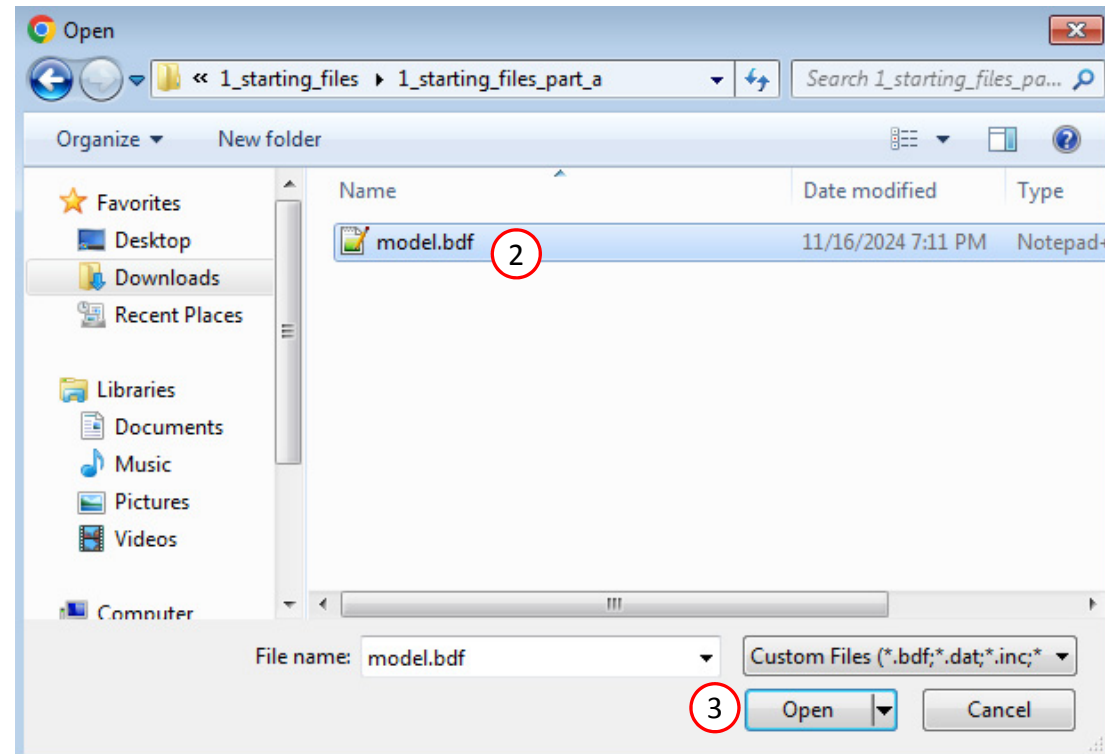 Open
« 1_starting_files ▸ 1_starting_files_part_a
Search 1_starting_files_pa...
Organize
New folder
Favorites
Desktop
Downloads
Recent Places
Libraries
Documents
Music
Pictures
Videos
Computer
Name
Date modified
Type
model.bdf
2
11/16/2024 7:11 PM
Notepad+
File name:
model.bdf
Custom Files (*.bdf;*.dat;*.inc;*
3
Open
Cancel